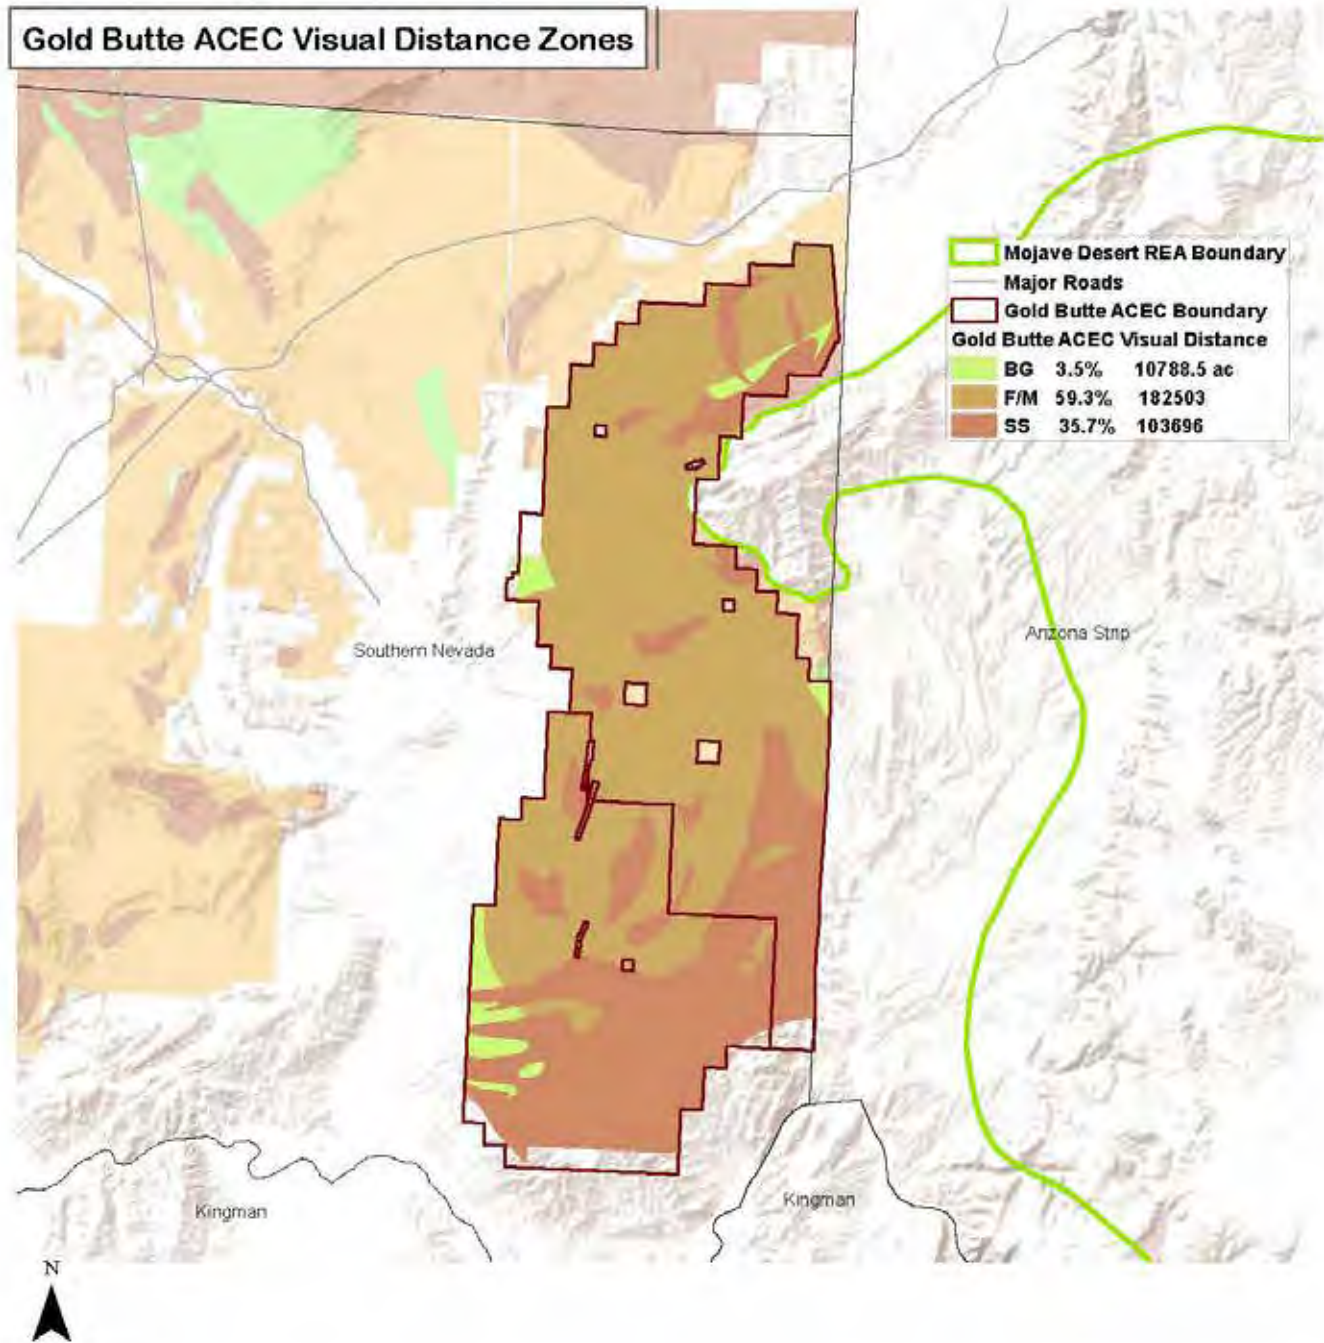 Gold Butte ACEC Visual Distance Zones
Mojave Desert REA Boundary
Major Roads
Gold Butte ACEC Boundary
Gold Butte ACEC Visual Distance
BG 3.5% 10788.5 ac
F/M 59.3% 182503
SS 35.7% 103696
Arizona Strip
Southern Nevada
Kingman
Kingman
N